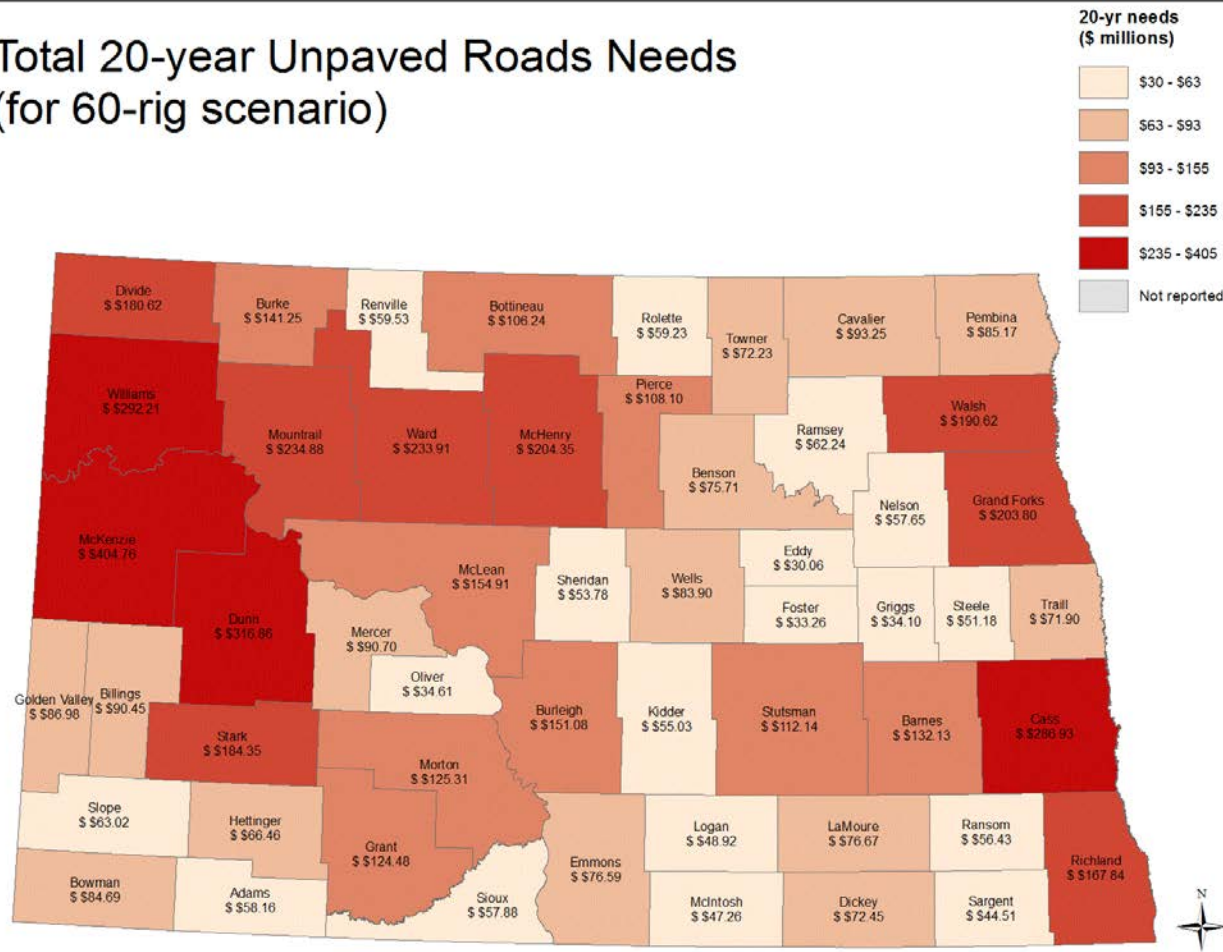 Total 20-year Unpaved Roads Needs
(for 60-rig scenario)
20-yr needs
($ millions)
$30 - $63
$63 - $93
$93 - $155
$155 - $235
$235 - $405
Not reported
Divide
$ $180.62
Burke
$ $141.25
Renville
$ $59.53
Bottineau
$ $106.24
Rolette
$ $59.23
Towner
$ $72.23
Cavalier
$ $93.25
Pembina
$ $85.17
Williams
$ $292.21
Mountrail
$ $234.88
Ward
$ $233.91
McHenry
$ $204.35
Pierce
$ $108.10
Benson
$ $75.71
Ramsey
$ $62.24
Walsh
$ $190.62
Nelson
$ $57.65
Grand Forks
$ $203.80
McKenzie
$ $404.76
Dunn
$ $316.86
McLean
$ $154.91
Mercer
$ $90.70
Oliver
$ $34.61
Sheridan
$ $53.78
Wells
$ $83.90
Eddy
$ $30.06
Foster
$ $33.26
Griggs
$ $34.10
Steele
$ $51.18
Traill
$ $71.90
Golden Valley
$ $86.98
Billings
$ $90.45
Stark
$ $184.35
Morton
$ $125.31
Burleigh
$ $151.08
Kidder
$ $55.03
Stutsman
$ $112.14
Barnes
$ $132.13
Cass
$ $286.93
Slope
$ $63.02
Hettinger
$ $66.46
Grant
$ $124.48
Bowman
$ $84.69
Adams
$ $58.16
Sioux
$ $57.88
Emmons
$ $76.59
Logan
$ $48.92
LaMoure
$ $76.67
Ransom
$ $56.43
Richland
$ $167.84
McIntosh
$ $47.26
Dickey
$ $72.45
Sargent
$ $44.51
N